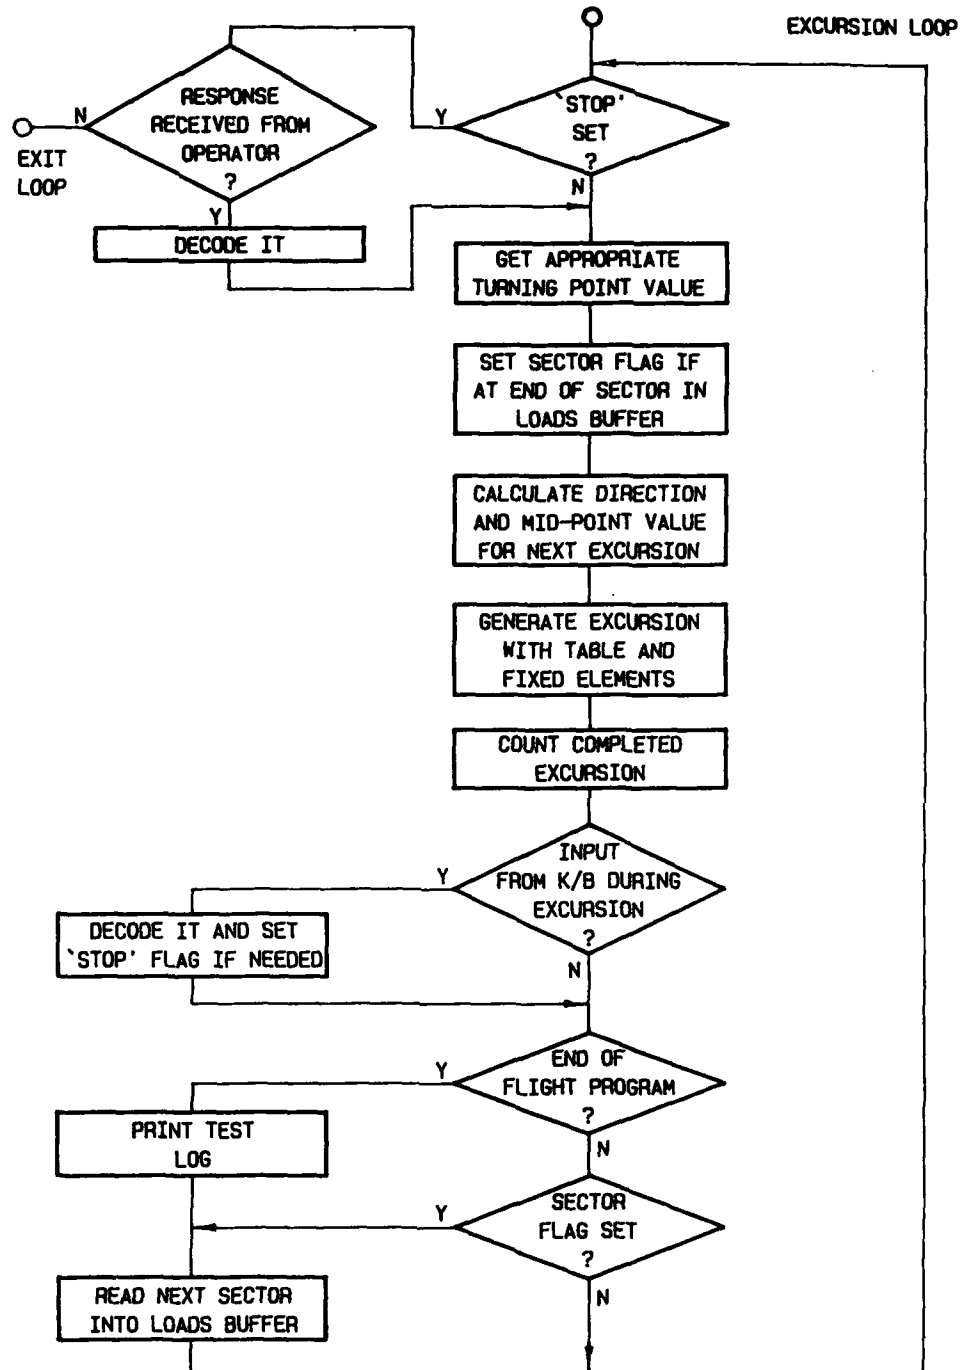 EXCURSION LOOP
RESPONSE
RECEIVED FROM
OPERATOR
?
N
EXIT
LOOP
Y
DECODE IT
Y
`STOP'
SET
?
N
GET APPROPRIATE
TURNING POINT VALUE
SET SECTOR FLAG IF
AT END OF SECTOR IN
LOADS BUFFER
CALCULATE DIRECTION
AND MID-POINT VALUE
FOR NEXT EXCURSION
GENERATE EXCURSION
WITH TABLE AND
FIXED ELEMENTS
COUNT COMPLETED
EXCURSION
INPUT
FROM K/B DURING
EXCURSION
?
Y
N
DECODE IT AND SET
`STOP' FLAG IF NEEDED
END OF
FLIGHT PROGRAM
?
Y
N
PRINT TEST
LOG
SECTOR
FLAG SET
?
Y
N
READ NEXT SECTOR
INTO LOADS BUFFER